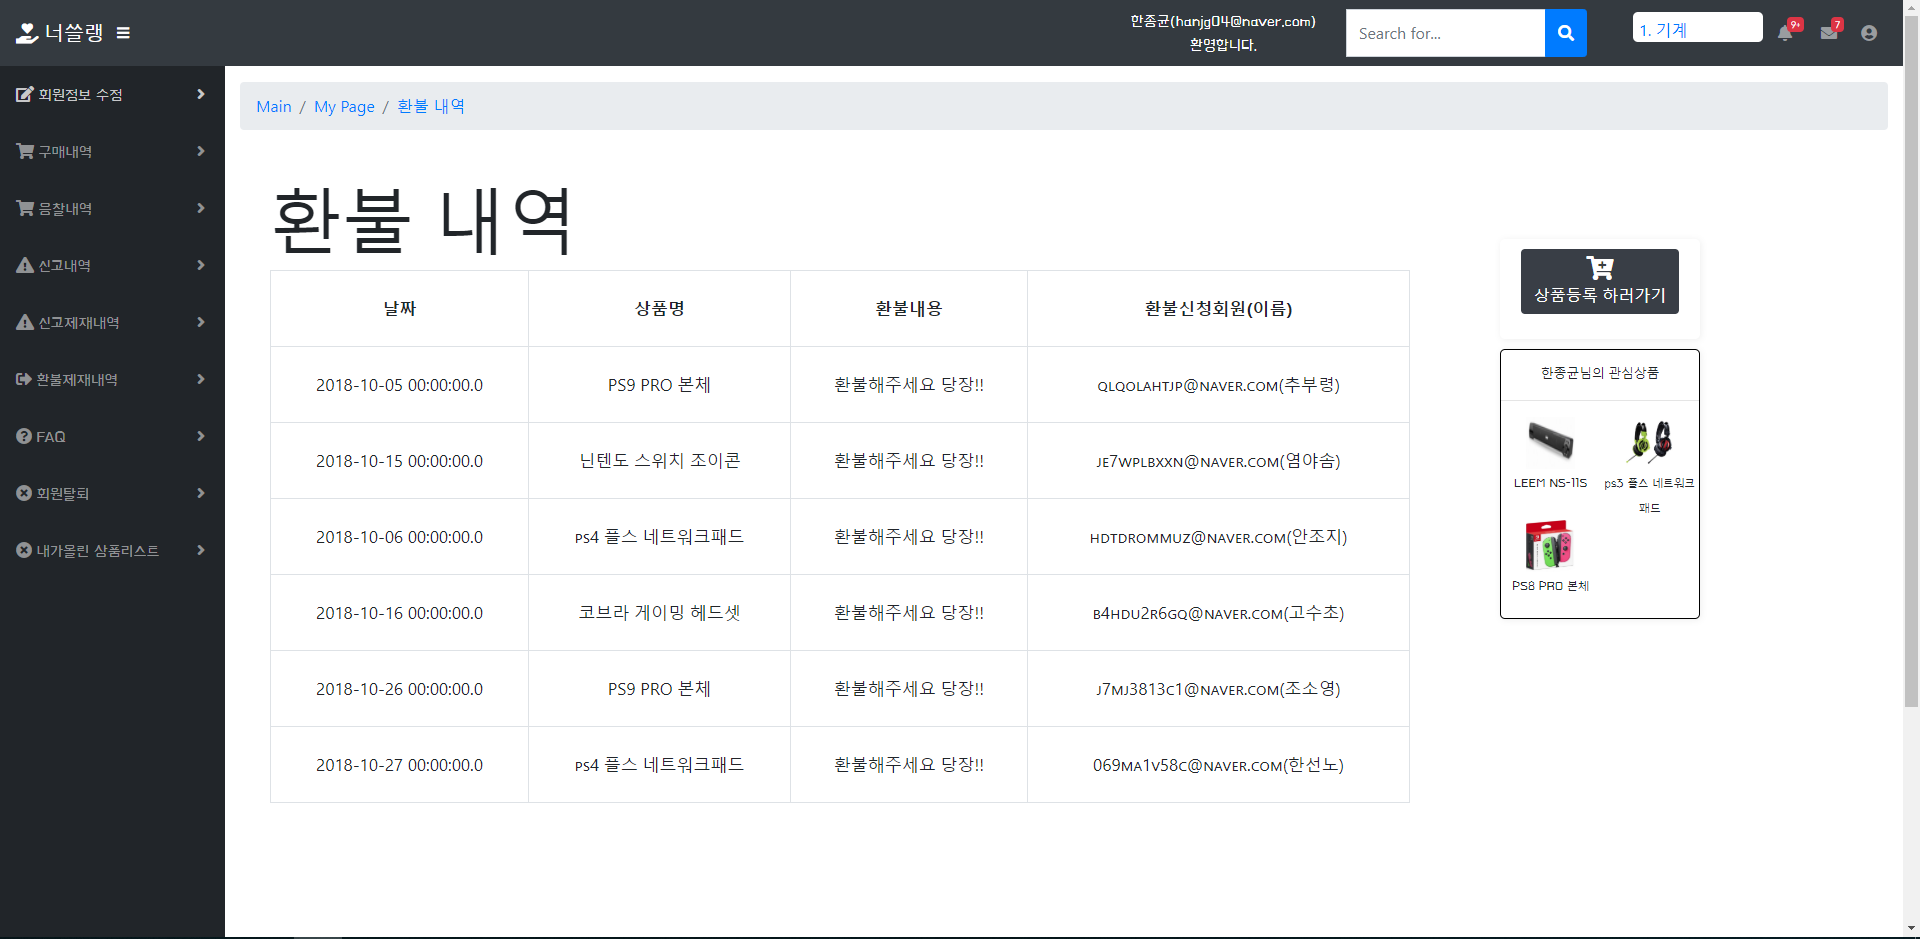 너쓸랭
한종균(hanjg04@naver.com)
환영합니다.
Search for...
1. 기계
9+
7
회원정보 수정
구매내역
응찰내역
신고내역
신고제재내역
환불제재내역
FAQ
회원탈퇴
내가올린 상품리스트
Main / My Page / 환불 내역
환불 내역
날짜 상품명 환불내용 환불신청회원(이름)
2018-10-05 00:00:00.0 PS9 PRO 본체 환불해주세요 당장!! QLQOLAHTJP@NAVER.COM(추부령)
2018-10-15 00:00:00.0 닌텐도 스위치 조이콘 환불해주세요 당장!! JE7WPLBXXN@NAVER.COM(염야솜)
2018-10-06 00:00:00.0 PS4 플스 네트워크패드 환불해주세요 당장!! HDTDROMMUZ@NAVER.COM(안조지)
2018-10-16 00:00:00.0 코브라 게이밍 헤드셋 환불해주세요 당장!! B4HDU2R6GQ@NAVER.COM(고수초)
2018-10-26 00:00:00.0 PS9 PRO 본체 환불해주세요 당장!! J7MJ3813C1@NAVER.COM(조소영)
2018-10-27 00:00:00.0 PS4 플스 네트워크패드 환불해주세요 당장!! 069MA1V58C@NAVER.COM(한선노)
상품등록 하러가기
한종균님의 관심상품
LEEM NS-11S
ps3 플스 네트워크
패드
PS8 PRO 본체